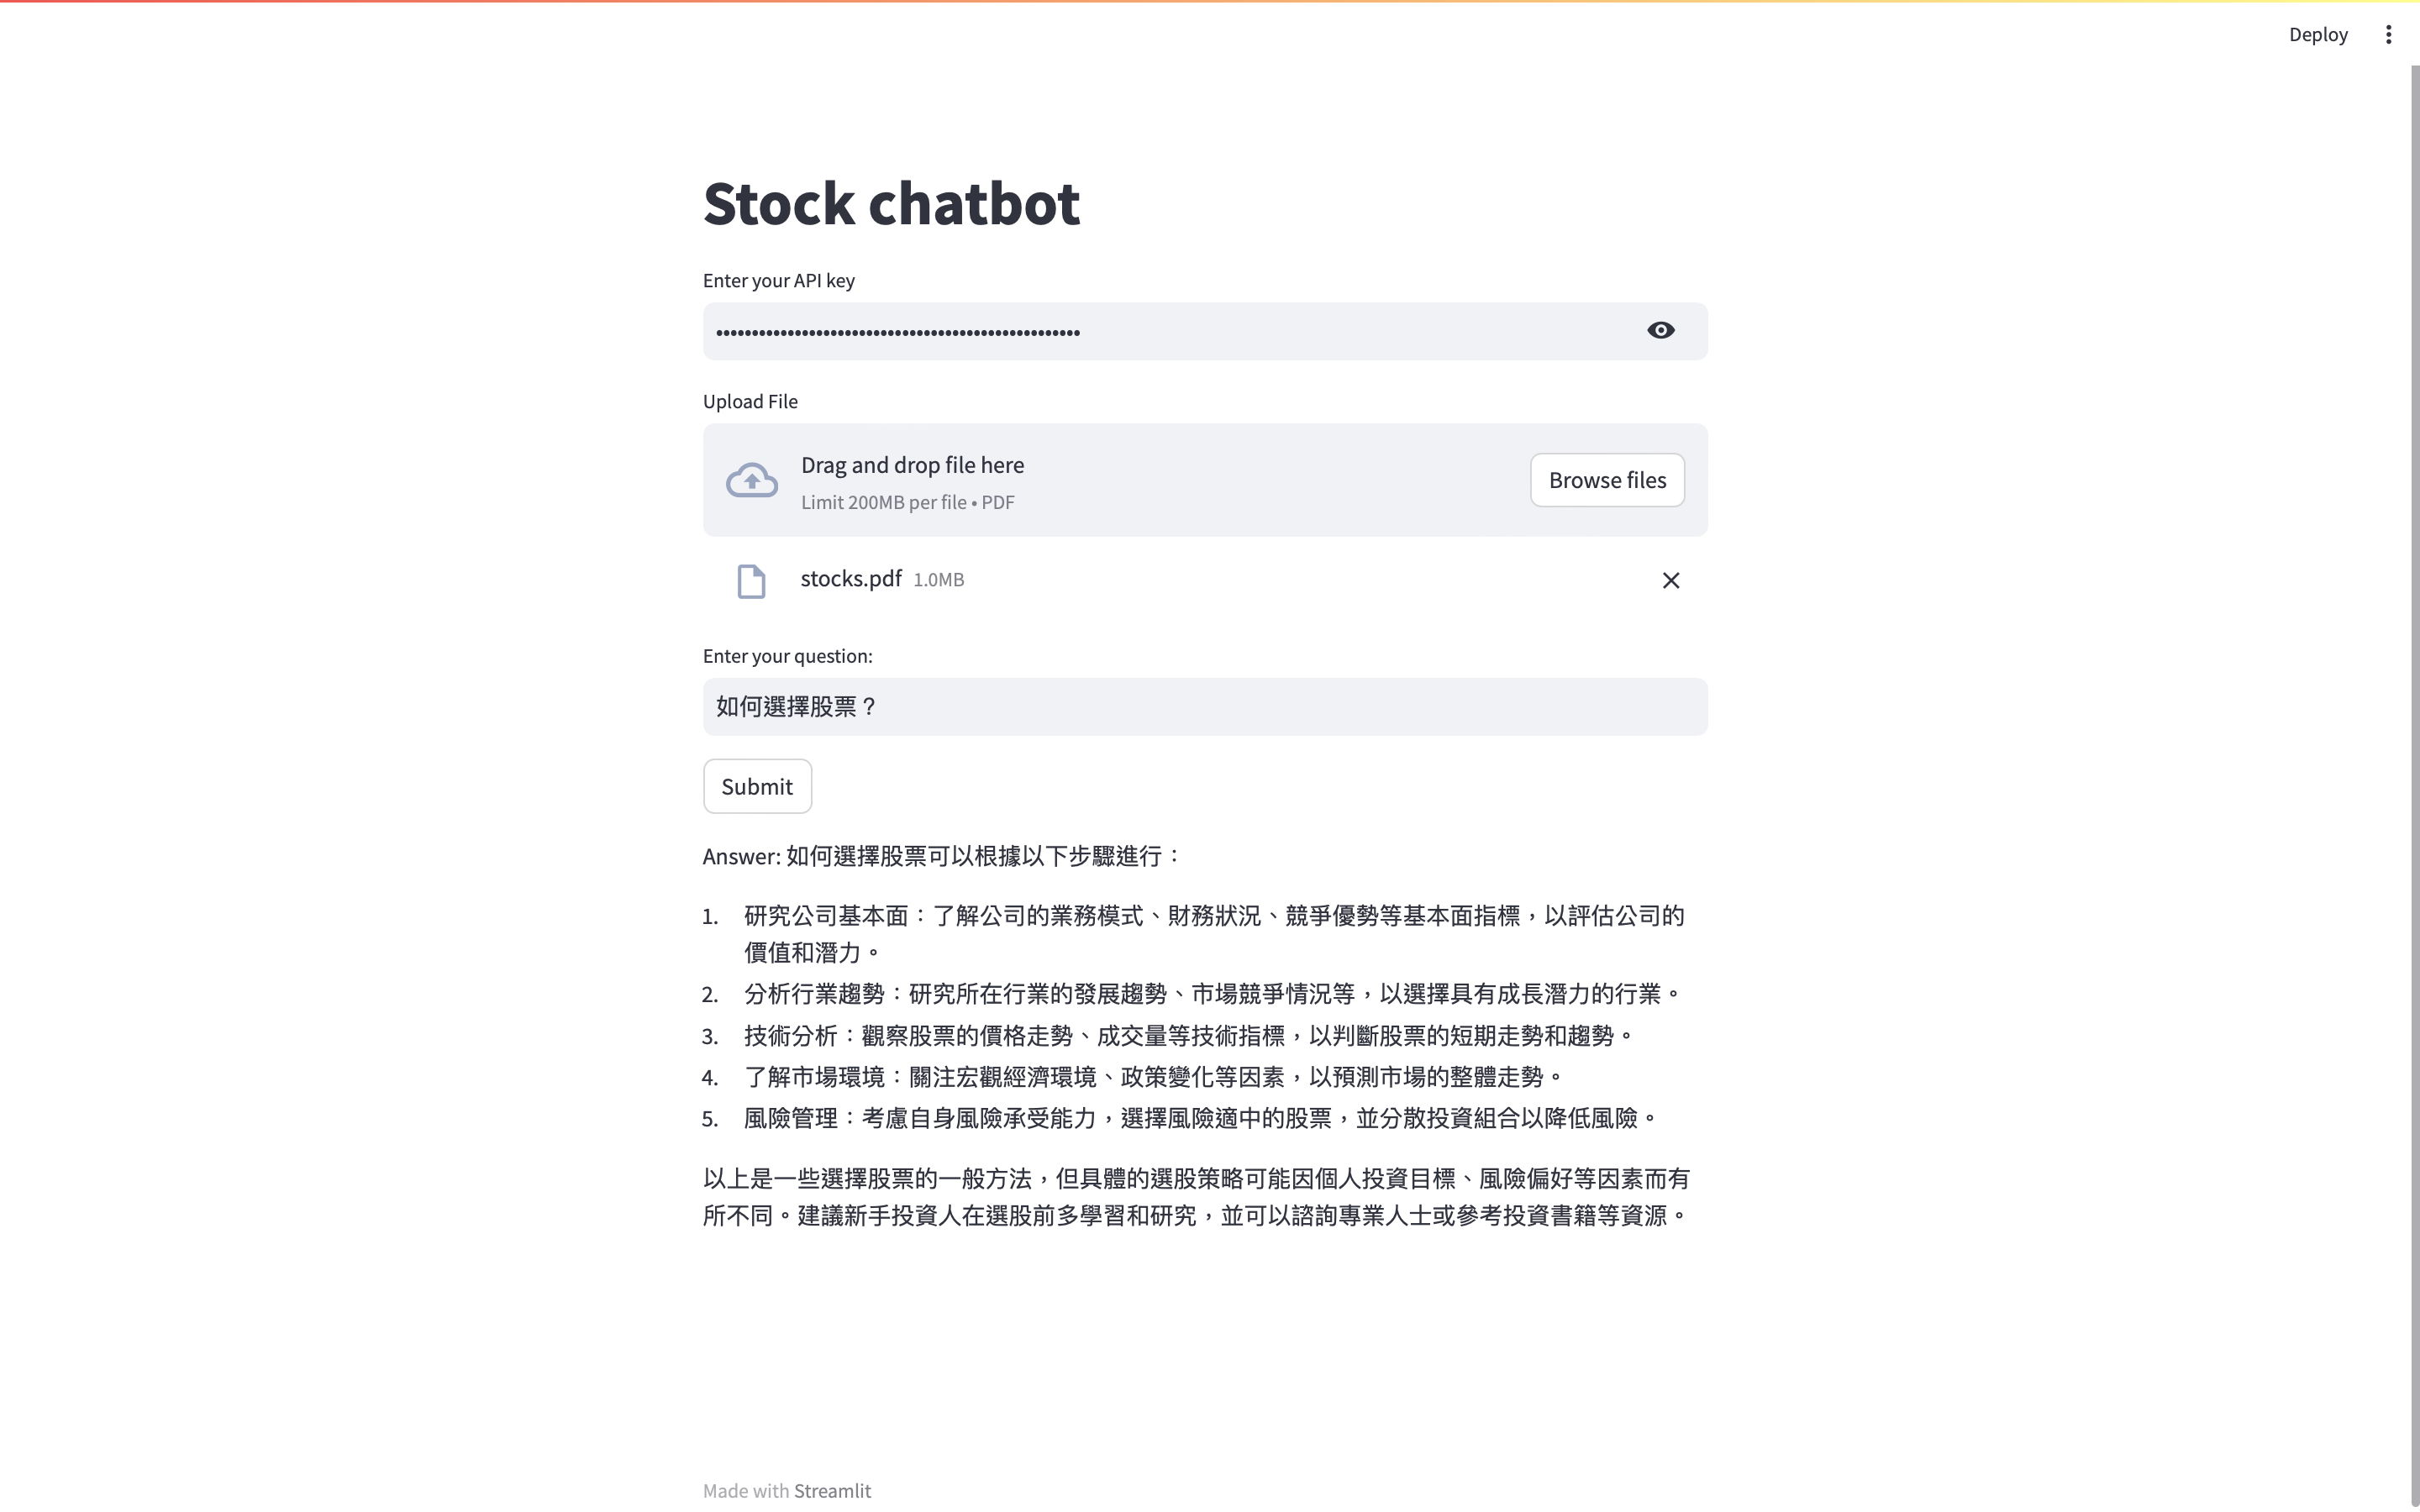 Deploy
Stock chatbot
Enter your API key
••••••••••••••••••••••••••••••••••••••••••••••••••••
Upload File
Drag and drop file here
Limit 200MB per file • PDF
Browse files
stocks.pdf 1.0MB
Enter your question:
如何選擇股票？
Submit
Answer: 如何選擇股票可以根據以下步驟進行：
1. 研究公司基本面：了解公司的業務模式、財務狀況、競爭優勢等基本面指標，以評估公司的
價值和潛力。
2. 分析行業趨勢：研究所在行業的發展趨勢、市場競爭情況等，以選擇具有成長潛力的行業。
3. 技術分析：觀察股票的價格走勢、成交量等技術指標，以判斷股票的短期走勢和趨勢。
4. 了解市場環境：關注宏觀經濟環境、政策變化等因素，以預測市場的整體走勢。
5. 風險管理：考慮自身風險承受能力，選擇風險適中的股票，並分散投資組合以降低風險。
以上是一些選擇股票的一般方法，但具體的選股策略可能因個人投資目標、風險偏好等因素而有
所不同。建議新手投資人在選股前多學習和研究，並可以諮詢專業人士或參考投資書籍等資源。
Made with Streamlit